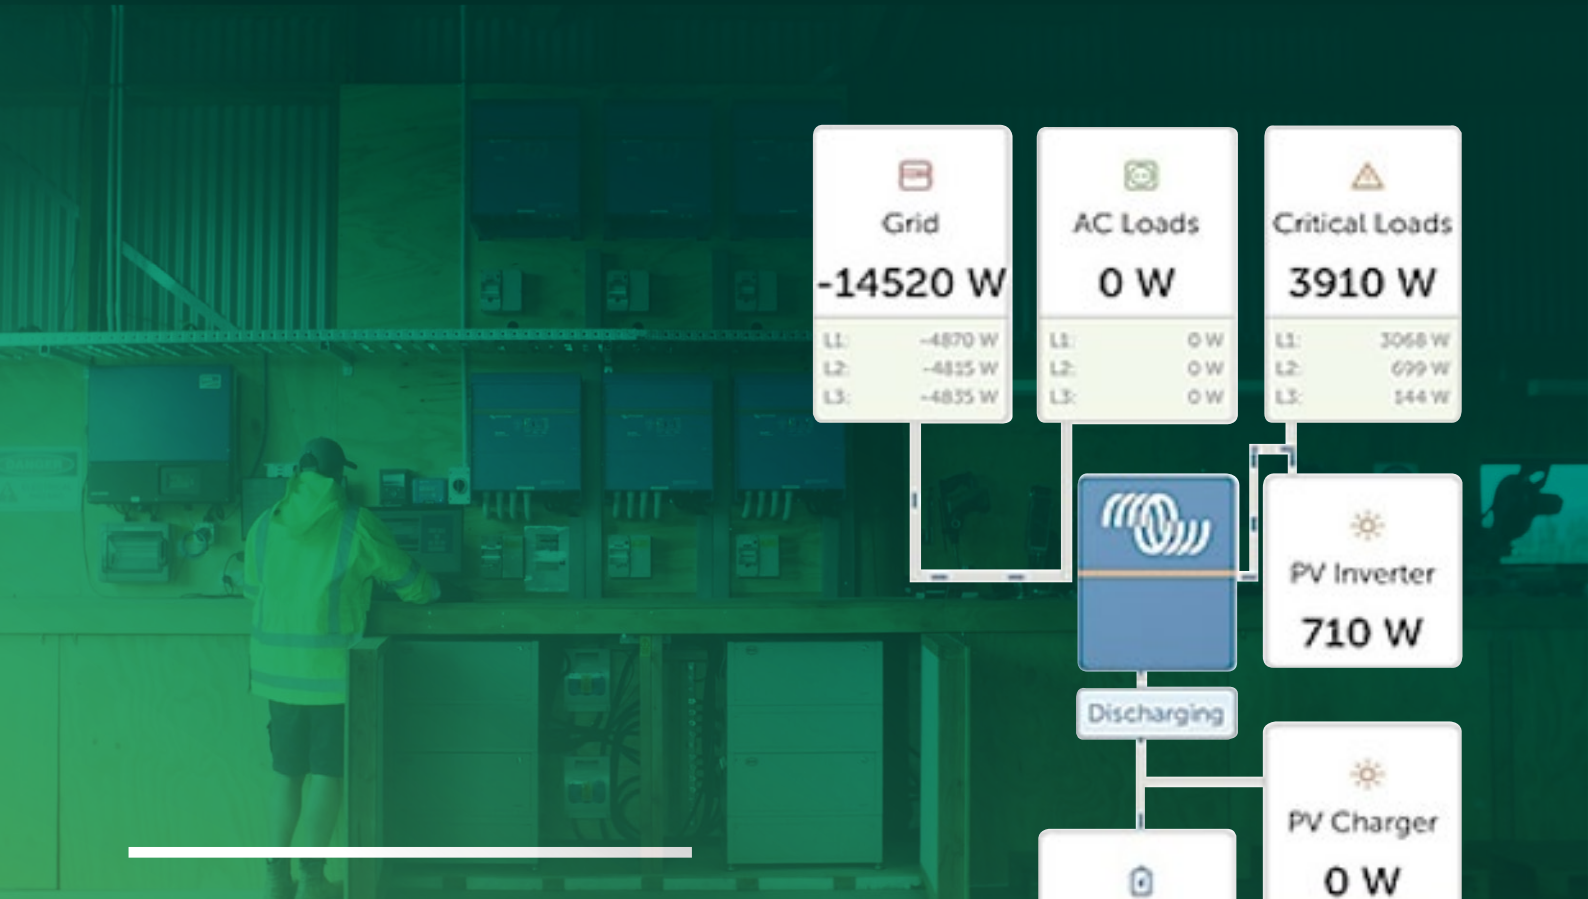 Grid
-14520 W
L1: -4870 W
L2: -4815 W
L3: -4835 W
AC Loads
0 W
L1: 0 W
L2: 0 W
L3: 0 W
Critical Loads
3910 W
L1: 3068 W
L2: 699 W
L3: 144 W
PV Inverter
710 W
Discharging
PV Charger
0 W
DANGER